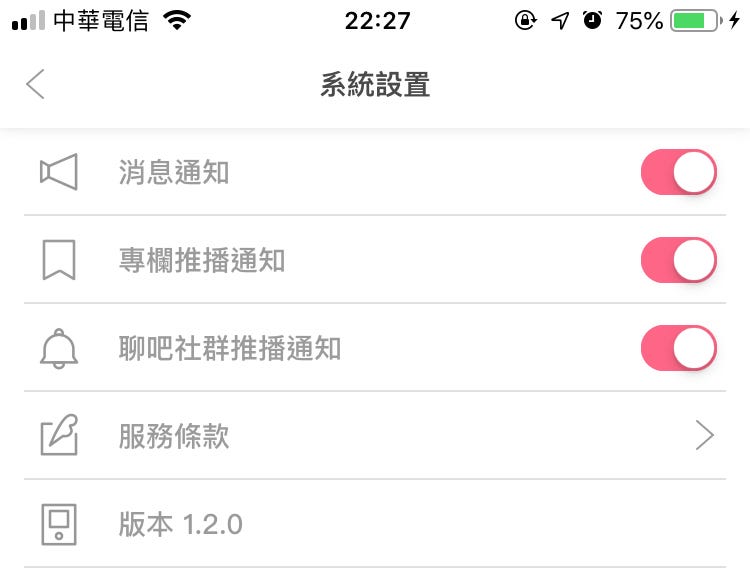 中華電信 22:27 75%
系統設置
消息通知
專欄推播通知
聊吧社群推播通知
服務條款
版本 1.2.0